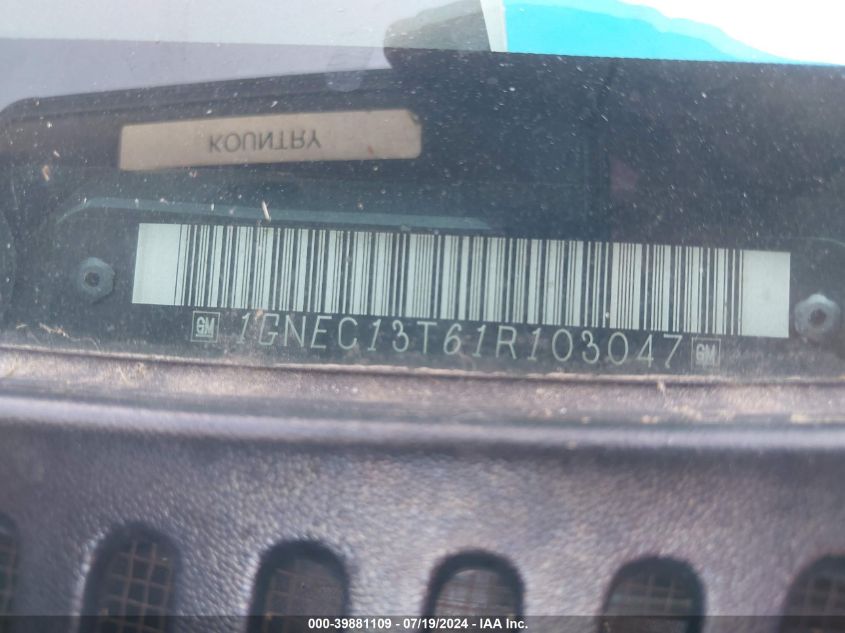 KOUNTRY
GM 1GNEC13T61R103047 GM
000-39881109 - 07/19/2024 - IAA Inc.